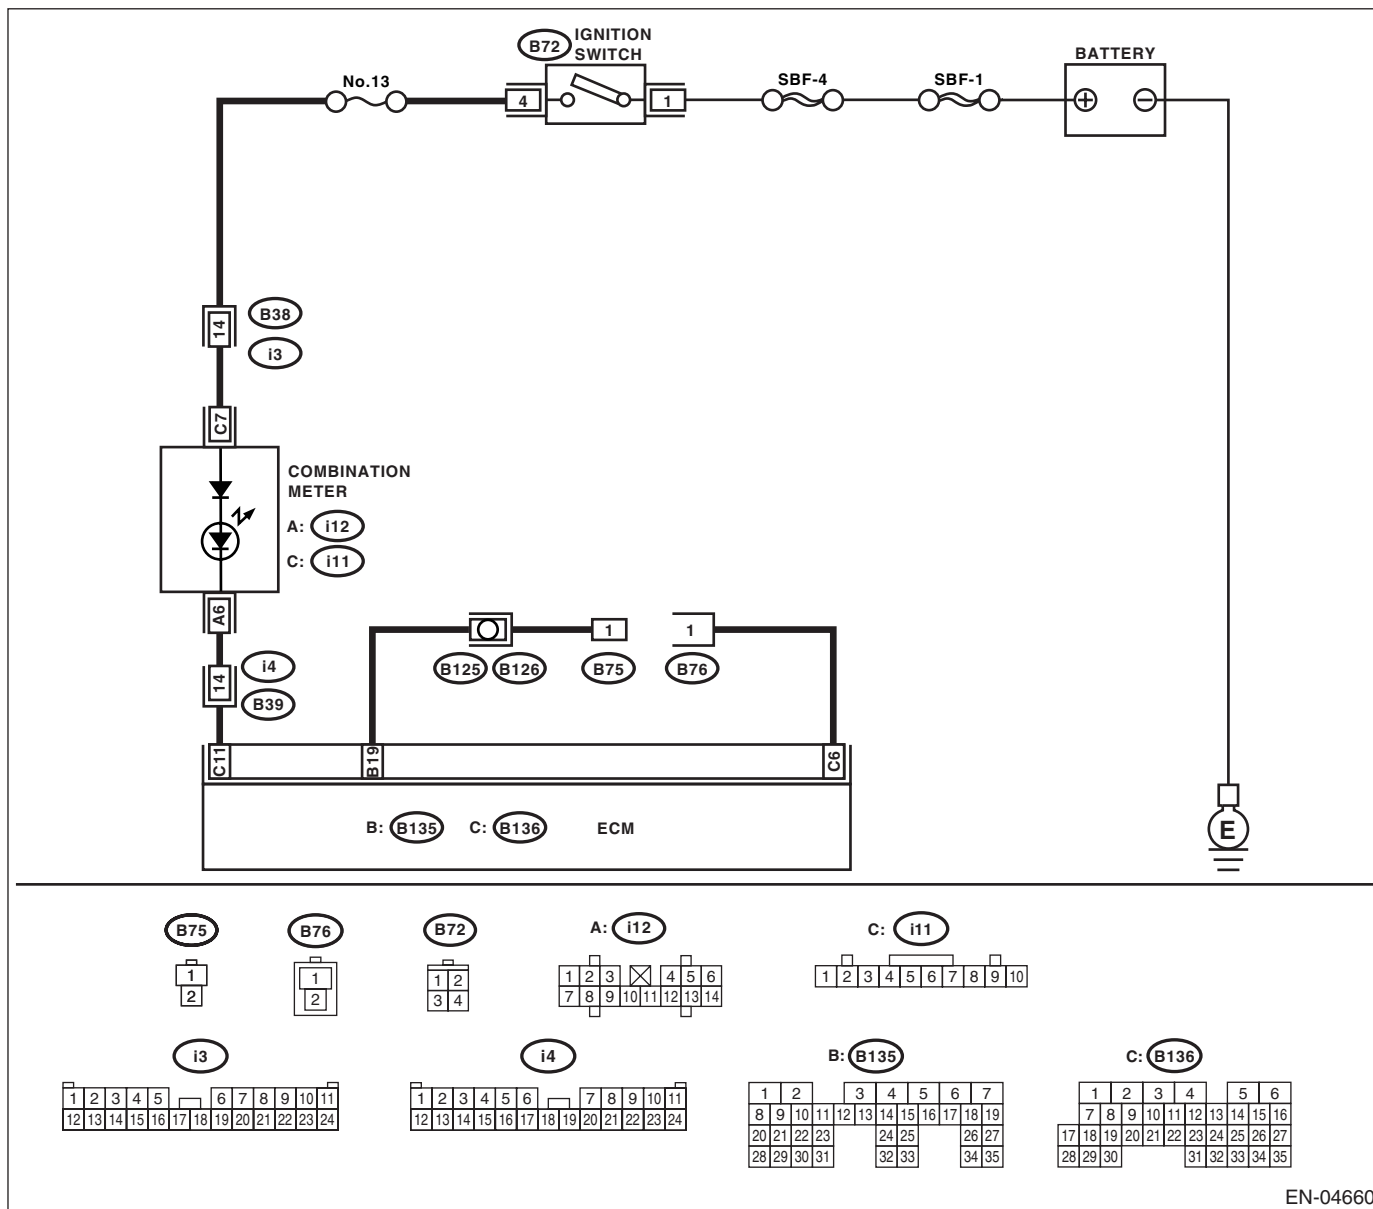 B72 IGNITION SWITCH
BATTERY
No.13
SBF-4
SBF-1
4
1
+
−
B38
14
i3
C7
COMBINATION
METER
A: i12
C: i11
A6
i4
14
B39
1
1
B125 B126 B75 B76
C11 B19 C6
B: B135 C: B136 ECM
E
B75 B76 B72 A: i12 C: i11
1
2
1
2
1 2
3 4
1 2 3 4 5 6
7 8 9 10 11 12 13 14
1 2 3 4 5 6 7 8 9 10
i3 i4 B: B135 C: B136
1 2 3 4 5 6 7 8 9 10 11
12 13 14 15 16 17 18 19 20 21 22 23 24
1 2 3 4 5 6 7 8 9 10 11
12 13 14 15 16 17 18 19 20 21 22 23 24
1 2 3 4 5 6 7
8 9 10 11 12 13 14 15 16 17 18 19
20 21 22 23 24 25 26 27
28 29 30 31 32 33 34 35
1 2 3 4 5 6
7 8 9 10 11 12 13 14 15 16
17 18 19 20 21 22 23 24 25 26 27
28 29 30 31 32 33 34 35
EN-04660